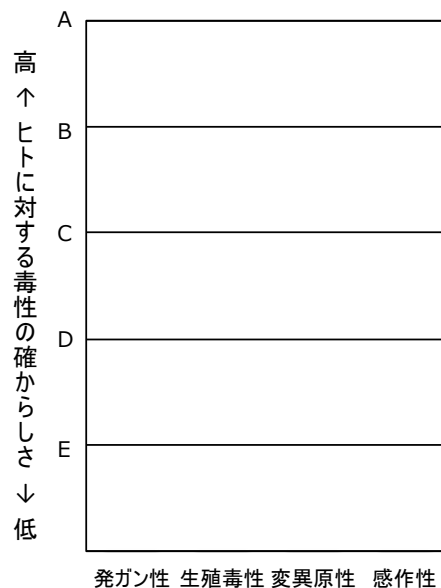 高 ↑ ヒトに対する毒性の確からしさ ↓ 低
A
B
C
D
E
発ガン性 生殖毒性 変異原性 感作性